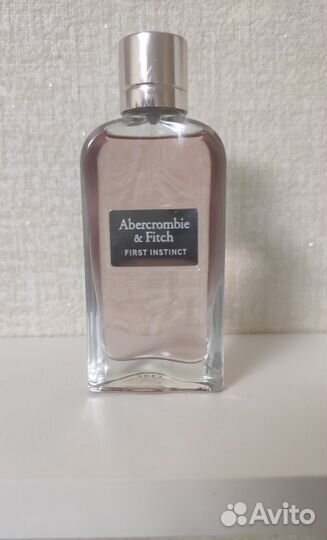 Abercrombie
& Fitch
FIRST INSTINCT
Avito